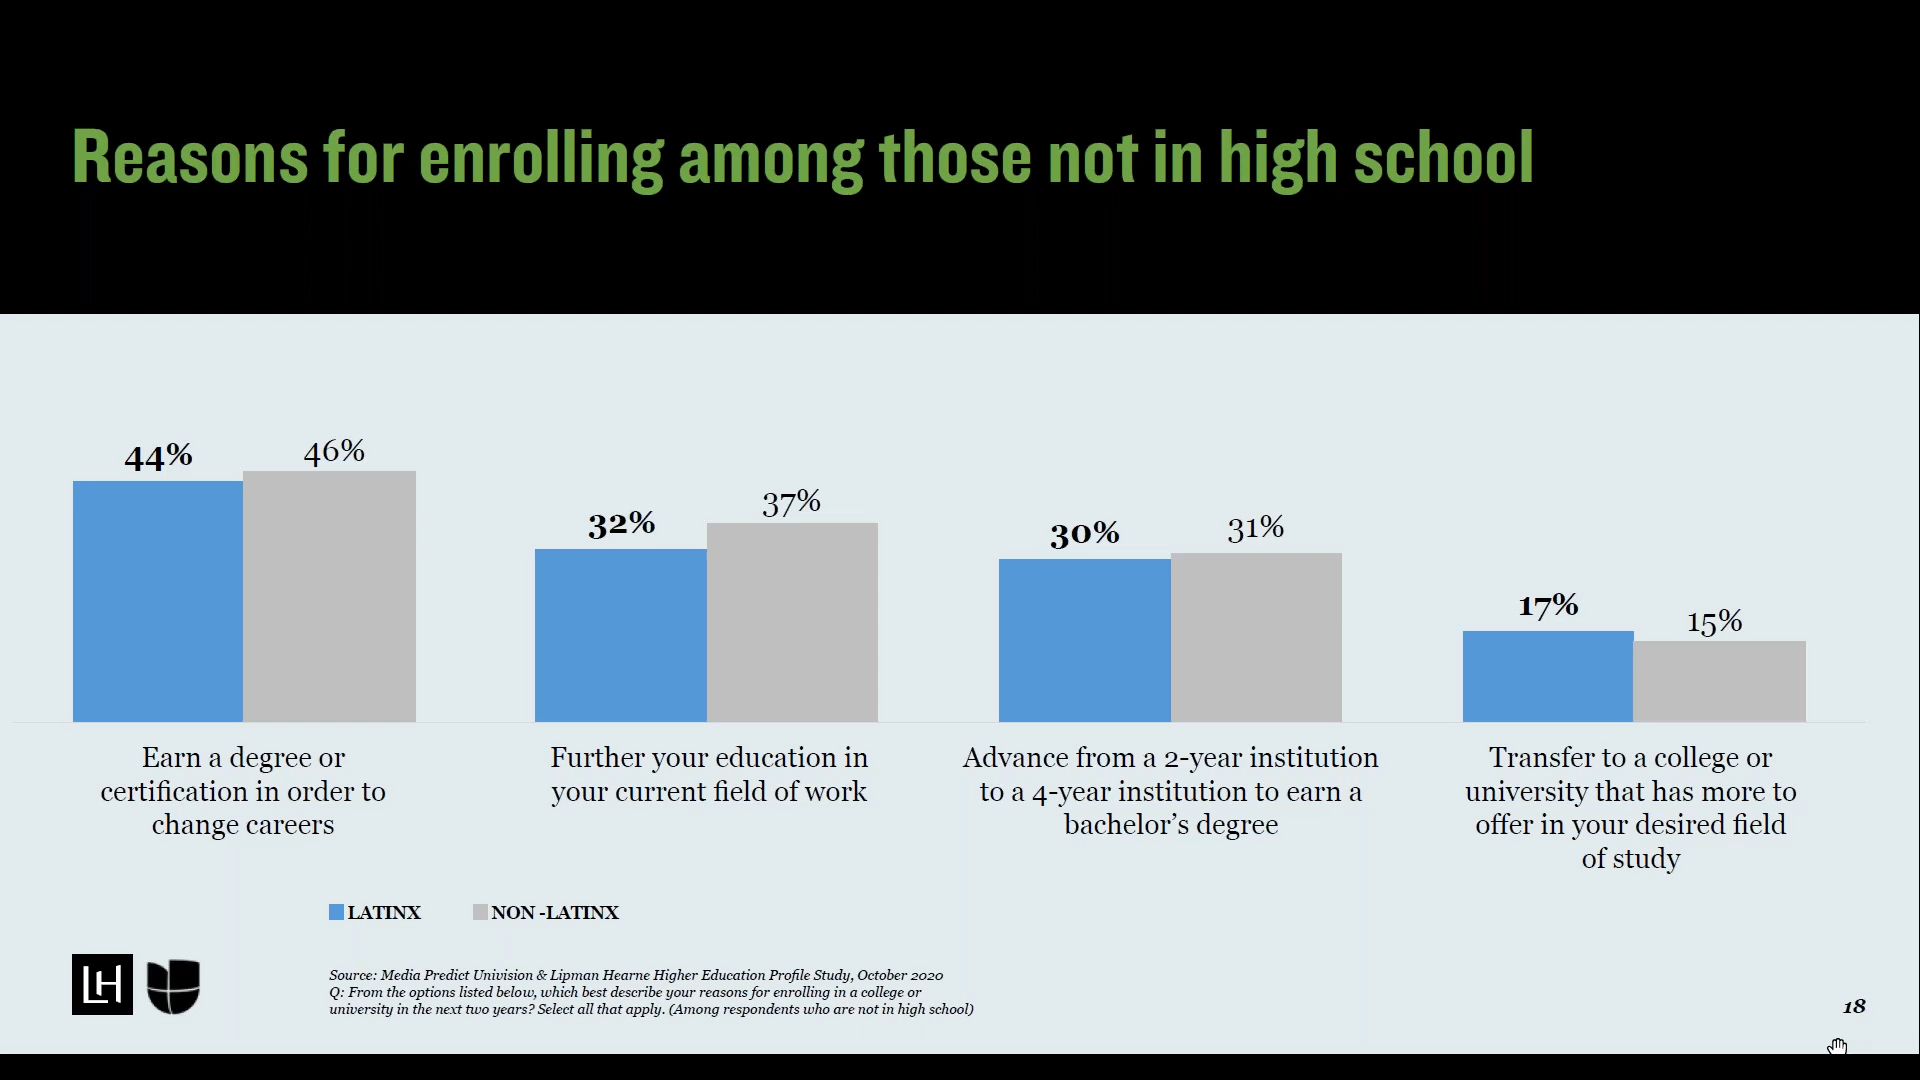 Reasons for enrolling among those not in high school
44%
46%
32%
37%
30%
31%
17%
15%
Earn a degree or
certification in order to
change careers
Further your education in
your current field of work
Advance from a 2-year institution
to a 4-year institution to earn a
bachelor’s degree
Transfer to a college or
university that has more to
offer in your desired field
of study
LATINX
NON -LATINX
LH
Source: Media Predict Univision & Lipman Hearne Higher Education Profile Study, October 2020
Q: From the options listed below, which best describe your reasons for enrolling in a college or
university in the next two years? Select all that apply. (Among respondents who are not in high school)
18